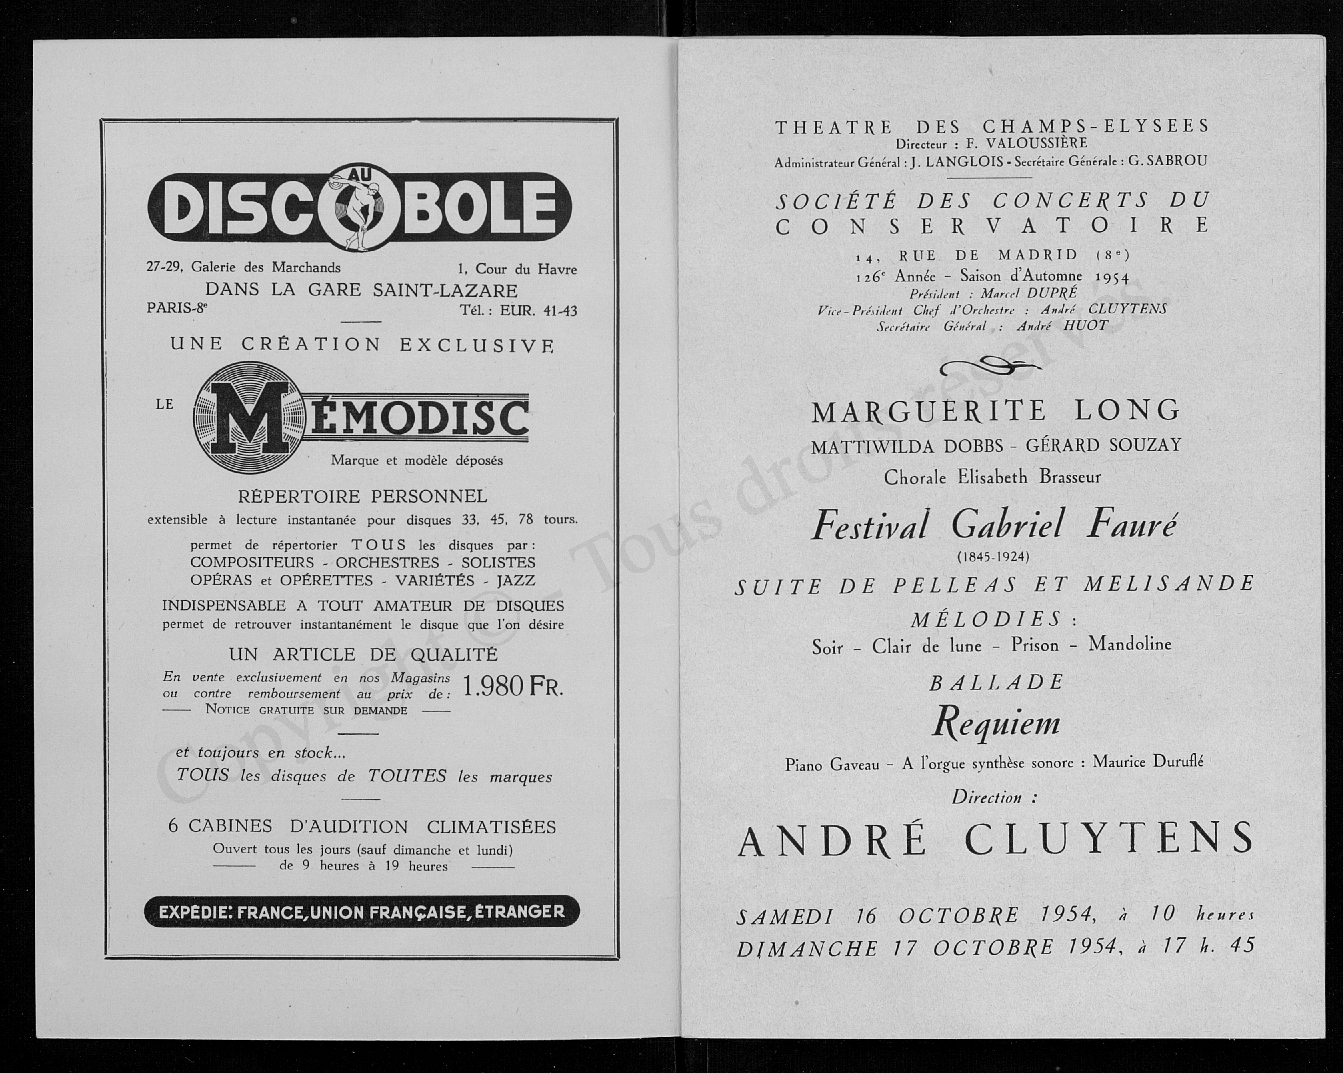 AU
DISCOBOLE
27-29, Galerie des Marchands 1, Cour du Havre
DANS LA GARE SAINT-LAZARE
PARIS-8e Tél. : EUR. 41-43
UNE CRÉATION EXCLUSIVE
LE MÉMODISC
Marque et modèle déposés
RÉPERTOIRE PERSONNEL
extensible à lecture instantanée pour disques 33, 45, 78 tours.
permet de répertorier TOUS les disques par :
COMPOSITEURS - ORCHESTRES - SOLISTES
OPÉRAS et OPÉRETTES - VARIÉTÉS - JAZZ
INDISPENSABLE A TOUT AMATEUR DE DISQUES
permet de retrouver instantanément le disque que l'on désire
UN ARTICLE DE QUALITÉ
En vente exclusivement en nos Magasins
ou contre remboursement au prix de : 1.980 FR.
NOTICE GRATUITE SUR DEMANDE
et toujours en stock...
TOUS les disques de TOUTES les marques
6 CABINES D'AUDITION CLIMATISÉES
Ouvert tous les jours (sauf dimanche et lundi)
de 9 heures à 19 heures
EXPÉDIE: FRANCE, UNION FRANÇAISE, ÉTRANGER
THEATRE DES CHAMPS-ELYSEES
Directeur : F. VALOUSSIÈRE
Administrateur Général : J. LANGLOIS - Secrétaire Générale : G. SABROU
SOCIÉTÉ DES CONCERTS DU
CONSERVATOIRE
14, RUE DE MADRID (8e)
126e Année - Saison d'Automne 1954
Président : Marcel DUPRÉ
Vice-Président Chef d'Orchestre : André CLUYTENS
Secrétaire Général : André HUOT
MARGUERITE LONG
MATTIWILDA DOBBS - GÉRARD SOUZAY
Chorale Elisabeth Brasseur
Festival Gabriel Fauré
(1845-1924)
SUITE DE PELLEAS ET MELISANDE
MÉLODIES :
Soir - Clair de lune - Prison - Mandoline
BALLADE
Requiem
Piano Gaveau - A l'orgue synthèse sonore : Maurice Duruflé
Direction :
ANDRÉ CLUYTENS
SAMEDI 16 OCTOBRE 1954, à 10 heures
DIMANCHE 17 OCTOBRE 1954, à 17 h. 45
Copyright © - Tous droits réservés.